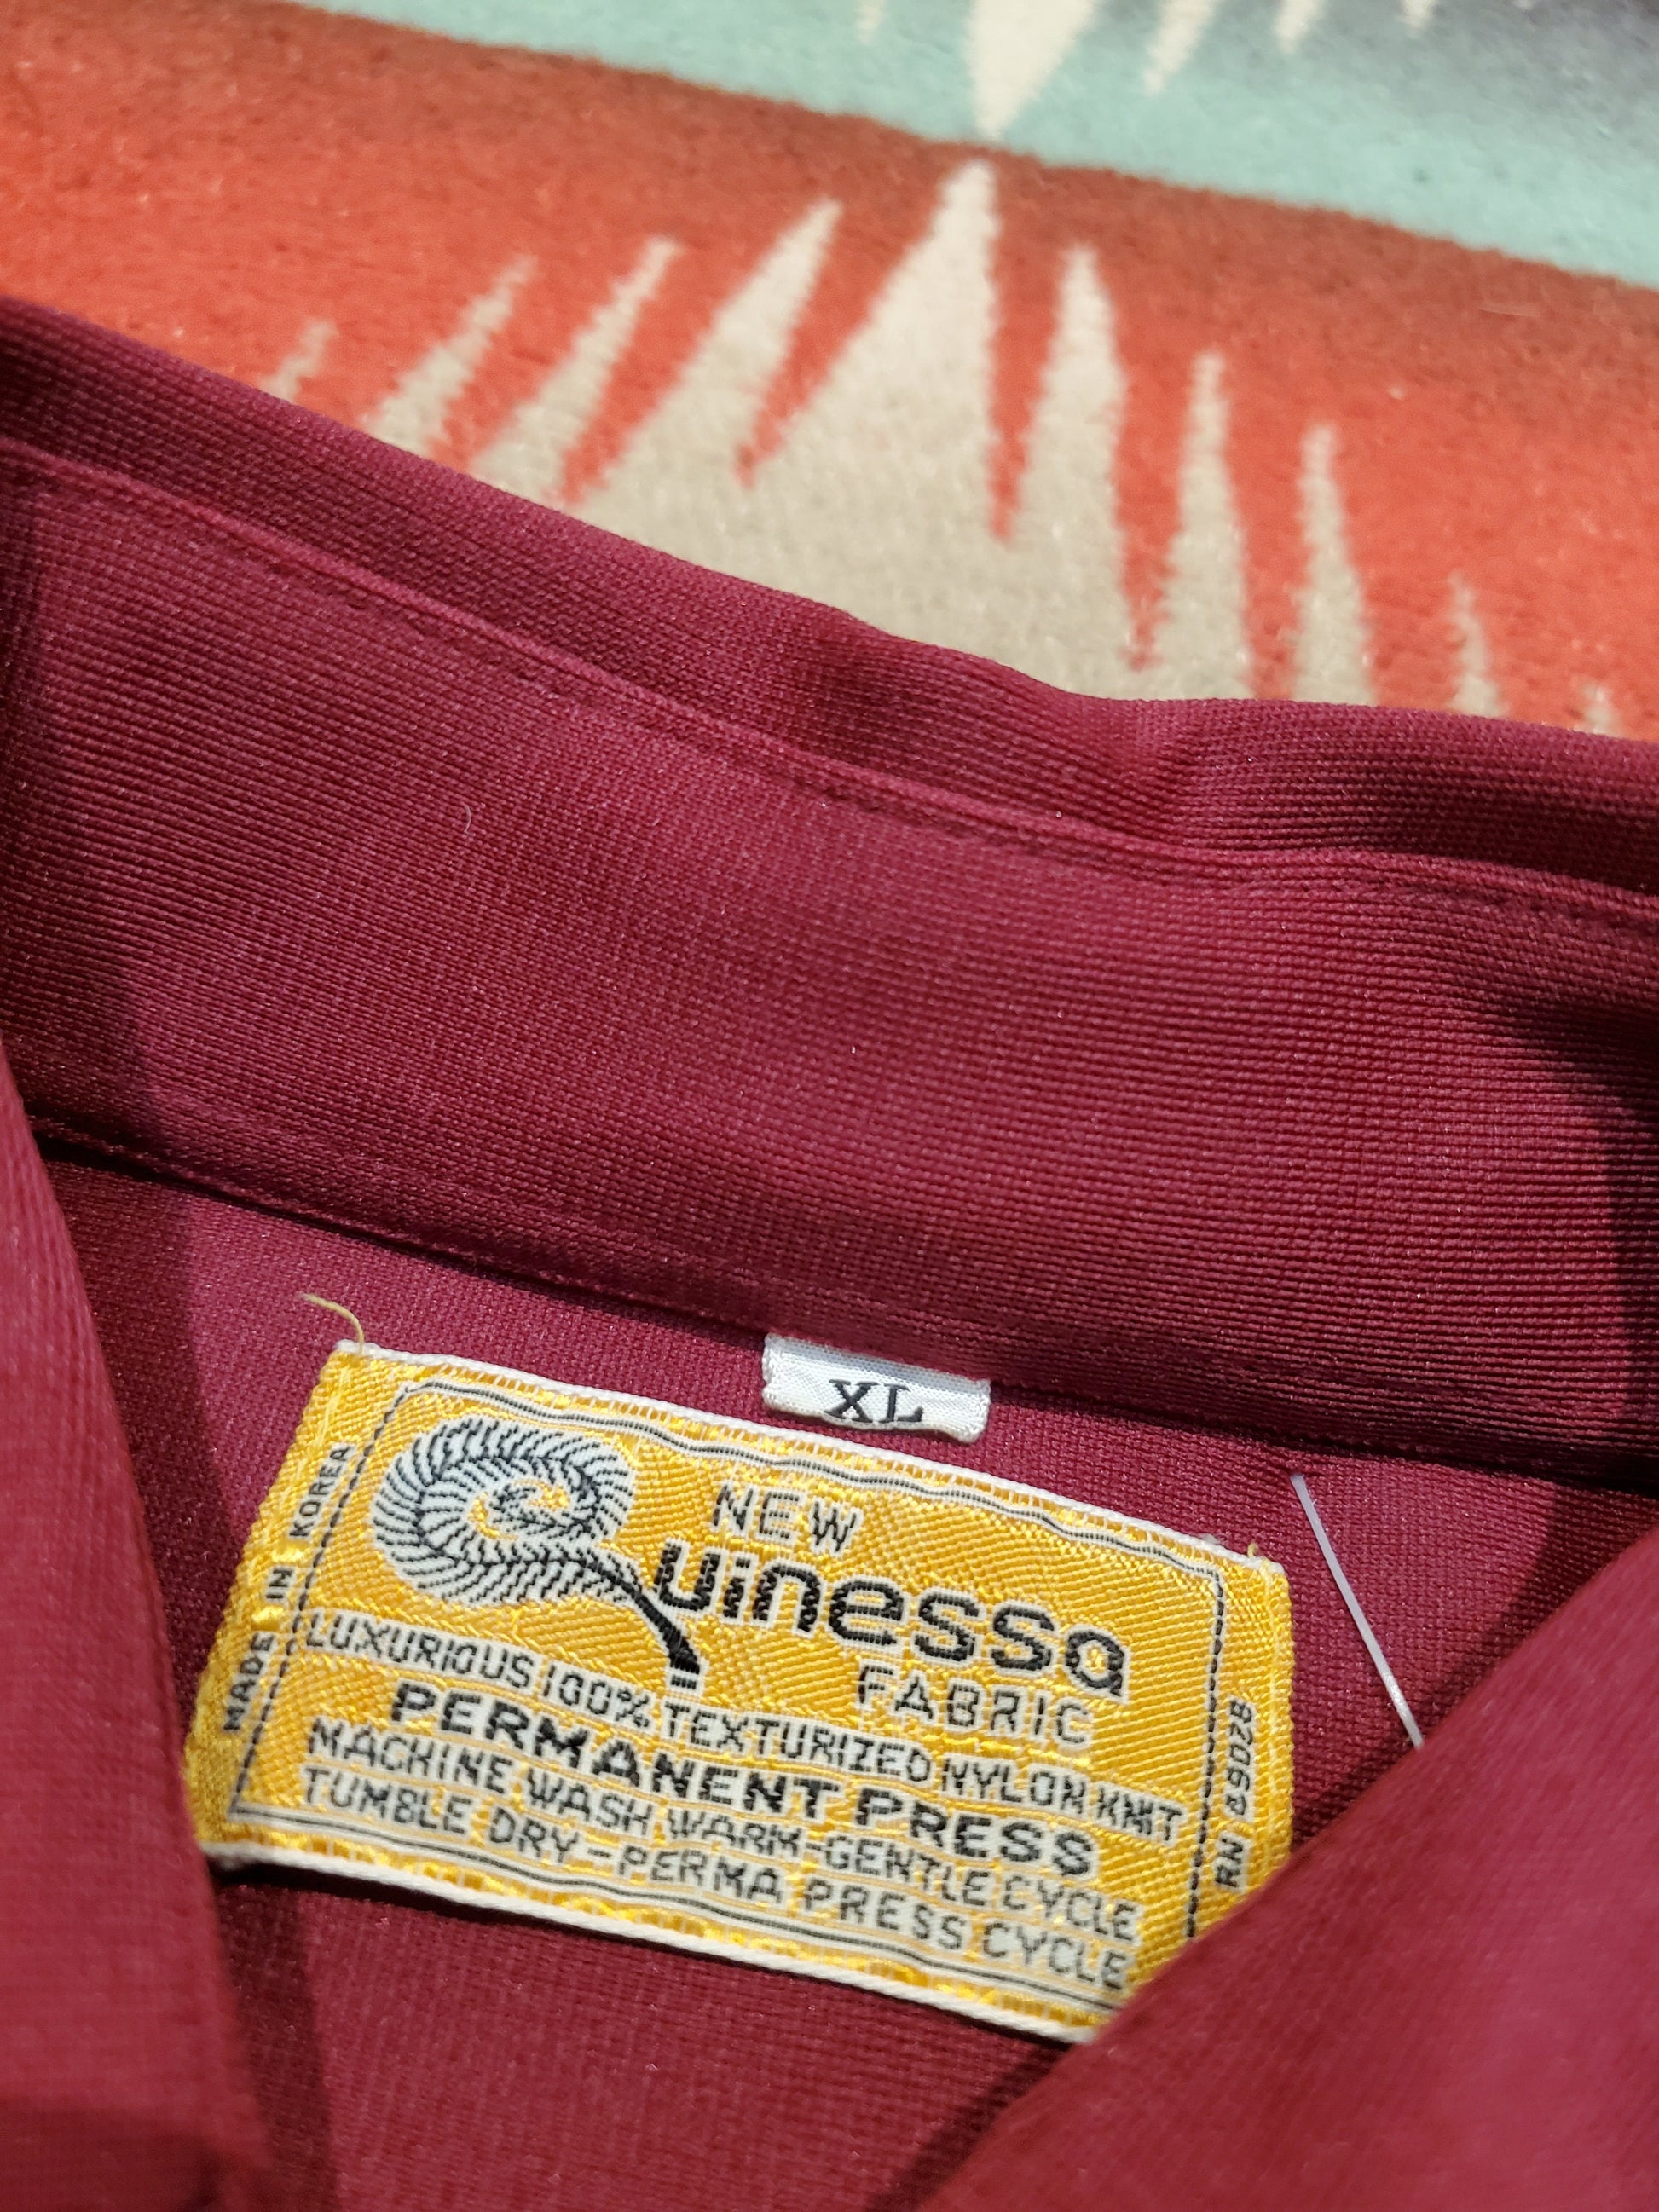 XL
NEW
Quinessa
FABRIC
LUXURIOUS 100% TEXTURIZED NYLON KNIT
PERMANENT PRESS
MACHINE WASH WARM-GENTLE CYCLE
TUMBLE DRY-PERMA PRESS CYCLE
MADE IN KOREA
RN